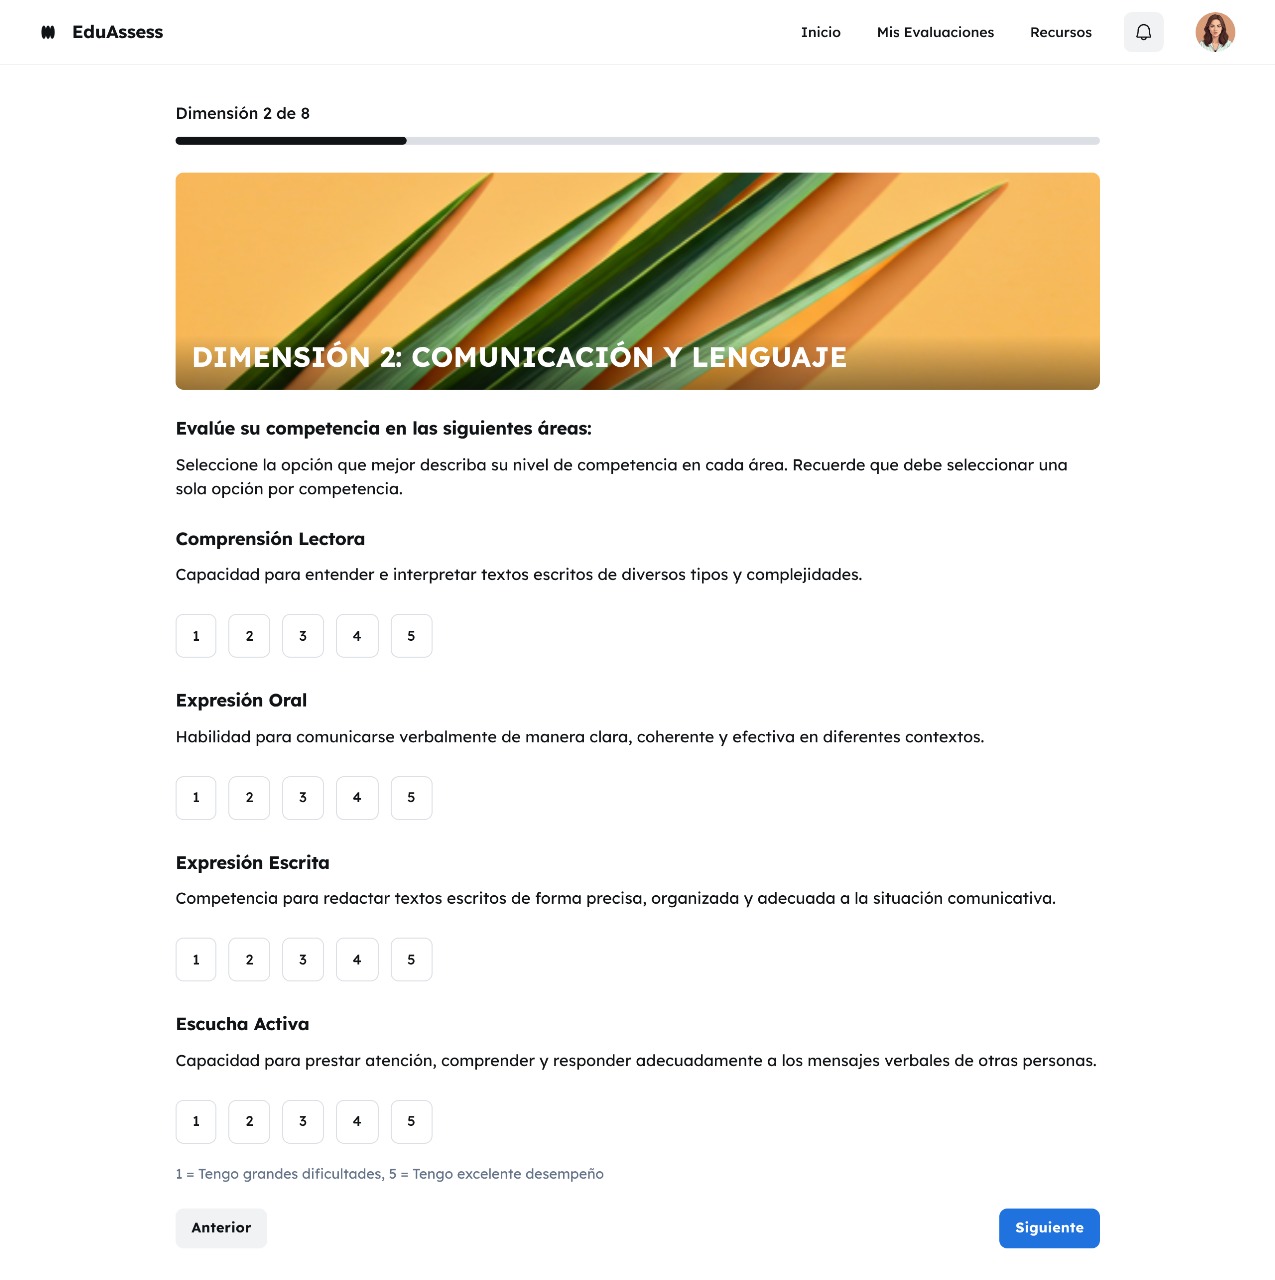 EduAssess
Inicio
Mis Evaluaciones
Recursos
Dimensión 2 de 8
DIMENSIÓN 2: COMUNICACIÓN Y LENGUAJE
Evalúe su competencia en las siguientes áreas:
Seleccione la opción que mejor describa su nivel de competencia en cada área. Recuerde que debe seleccionar una
sola opción por competencia.
Comprensión Lectora
Capacidad para entender e interpretar textos escritos de diversos tipos y complejidades.
1 2 3 4 5
Expresión Oral
Habilidad para comunicarse verbalmente de manera clara, coherente y efectiva en diferentes contextos.
1 2 3 4 5
Expresión Escrita
Competencia para redactar textos escritos de forma precisa, organizada y adecuada a la situación comunicativa.
1 2 3 4 5
Escucha Activa
Capacidad para prestar atención, comprender y responder adecuadamente a los mensajes verbales de otras personas.
1 2 3 4 5
1 = Tengo grandes dificultades, 5 = Tengo excelente desempeño
Anterior
Siguiente